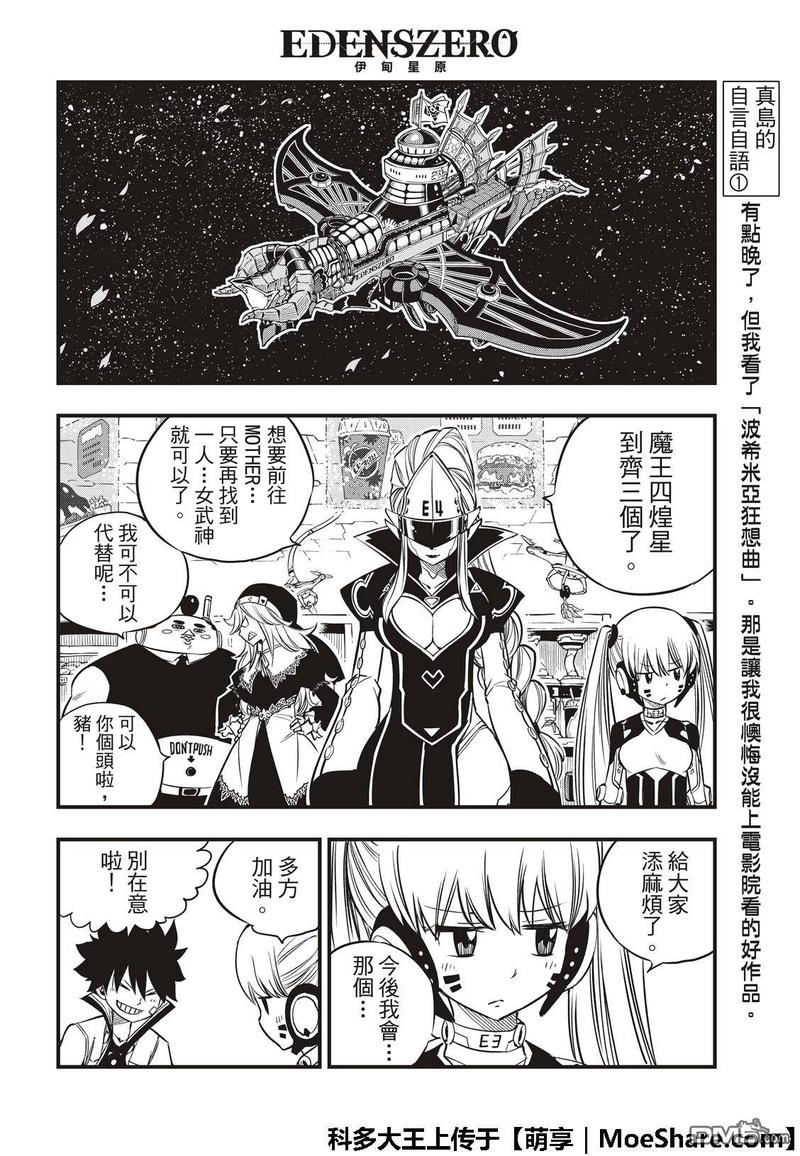 EDENSZERO
伊甸星原
真島的
自言自語①
有點晚了，但我看了「波希米亞狂想曲」。那是讓我很懊悔沒能上電影院看的好作品。
EDENSZERO
魔王四煌星
到齊三個了。
想要前往
MOTHER…
只要再找到
一人…女武神
就可以了。
我可不可以
代替呢…
可以
你個頭啦，
豬！
E4
DON'T PUSH
給大家
添麻煩了。
今後我會…
那個…
E3
多方
加油。
別在意
啦！
科多大王上传于【萌享｜MoeShare.com】